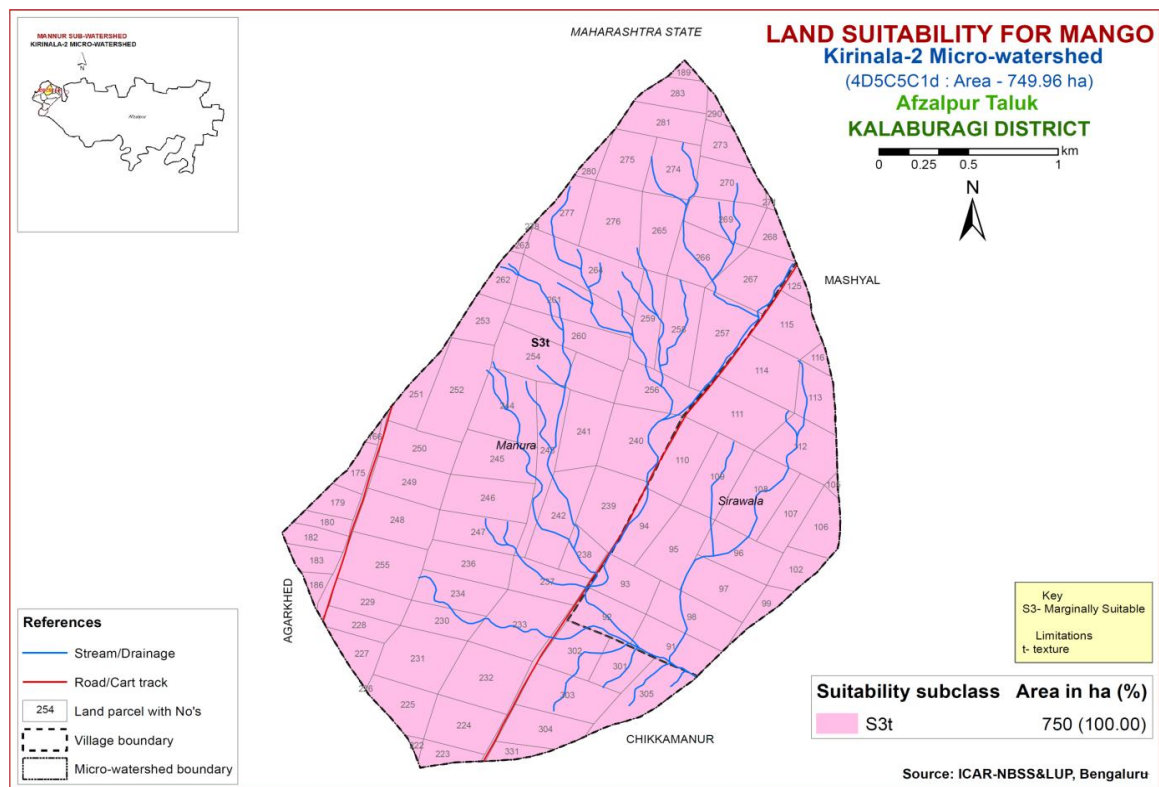 MANNUR SUB-WATERSHED
KIRINALA-2 MICRO-WATERSHED
N
Afzalpur
MAHARASHTRA STATE
LAND SUITABILITY FOR MANGO
Kirinala-2 Micro-watershed
(4D5C5C1d : Area - 749.96 ha)
Afzalpur Taluk
KALABURAGI DISTRICT
km
0 0.25 0.5 1
N
189
283
290
281
273
275
274
280
270
277
269
276
265
268
278
263
266
264
267
MASHYAL
262
125
261
259
258
253
257
115
260
S3t
254
116
114
256
252
251
113
244
111
241
240
166
Manura
112
250
243
245
110
175
249
109
108
246
Sirawala
179
239
107
242
248
94
106
180
247
182
95
238
96
183
255
236
102
237
93
186
97
AGARKHED
234
229
99
92
98
228
230
233
227
302
91
231
301
226
232
303
305
225
224
304
CHIKKAMANUR
222
223
331
References
Stream/Drainage
Road/Cart track
254 Land parcel with No's
Village boundary
Micro-watershed boundary
Key
S3- Marginally Suitable
Limitations
t- texture
Suitability subclass Area in ha (%)
S3t 750 (100.00)
Source: ICAR-NBSS&LUP, Bengaluru